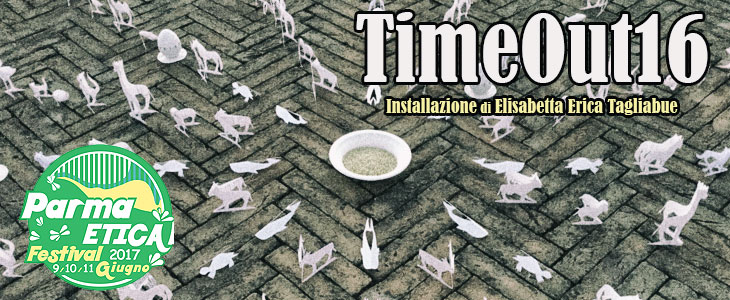 TimeOut16
Installazione di Elisabetta Erica Tagliabue
Parma
ETICA
Festival 2017
9/10/11 Giugno